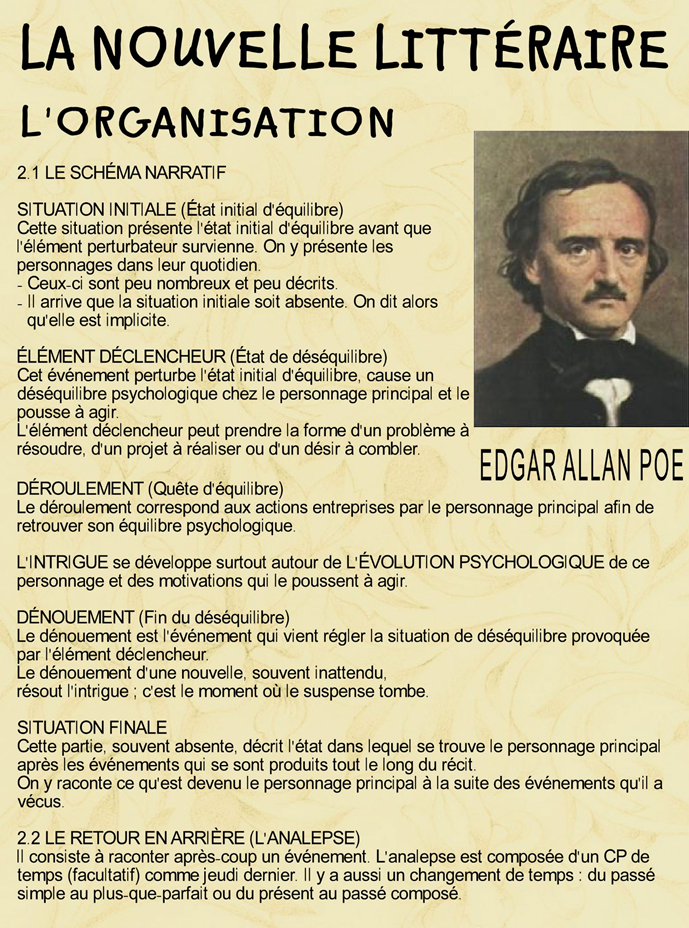 LA NOUVELLE LITTÉRAIRE
L'ORGANISATION
2.1 LE SCHÉMA NARRATIF
SITUATION INITIALE (État initial d'équilibre)
Cette situation présente l'état initial d'équilibre avant que
l'élément perturbateur survienne. On y présente les
personnages dans leur quotidien.
- Ceux-ci sont peu nombreux et peu décrits.
- Il arrive que la situation initiale soit absente. On dit alors
qu'elle est implicite.
ÉLÉMENT DÉCLENCHEUR (État de déséquilibre)
Cet événement perturbe l'état initial d'équilibre, cause un
déséquilibre psychologique chez le personnage principal et le
pousse à agir.
L'élément déclencheur peut prendre la forme d'un problème à
résoudre, d'un projet à réaliser ou d'un désir à combler.
EDGAR ALLAN POE
DÉROULEMENT (Quête d'équilibre)
Le déroulement correspond aux actions entreprises par le personnage principal afin de
retrouver son équilibre psychologique.
L'INTRIGUE se développe surtout autour de L'ÉVOLUTION PSYCHOLOGIQUE de ce
personnage et des motivations qui le poussent à agir.
DÉNOUEMENT (Fin du déséquilibre)
Le dénouement est l'événement qui vient régler la situation de déséquilibre provoquée
par l'élément déclencheur.
Le dénouement d'une nouvelle, souvent inattendu,
résout l'intrigue ; c'est le moment où le suspense tombe.
SITUATION FINALE
Cette partie, souvent absente, décrit l'état dans lequel se trouve le personnage principal
après les événements qui se sont produits tout le long du récit.
On y raconte ce qu'est devenu le personnage principal à la suite des événements qu'il a
vécus.
2.2 LE RETOUR EN ARRIÈRE (L'ANALEPSE)
Il consiste à raconter après-coup un événement. L'analepse est composée d'un CP de
temps (facultatif) comme jeudi dernier. Il y a aussi un changement de temps : du passé
simple au plus-que-parfait ou du présent au passé composé.